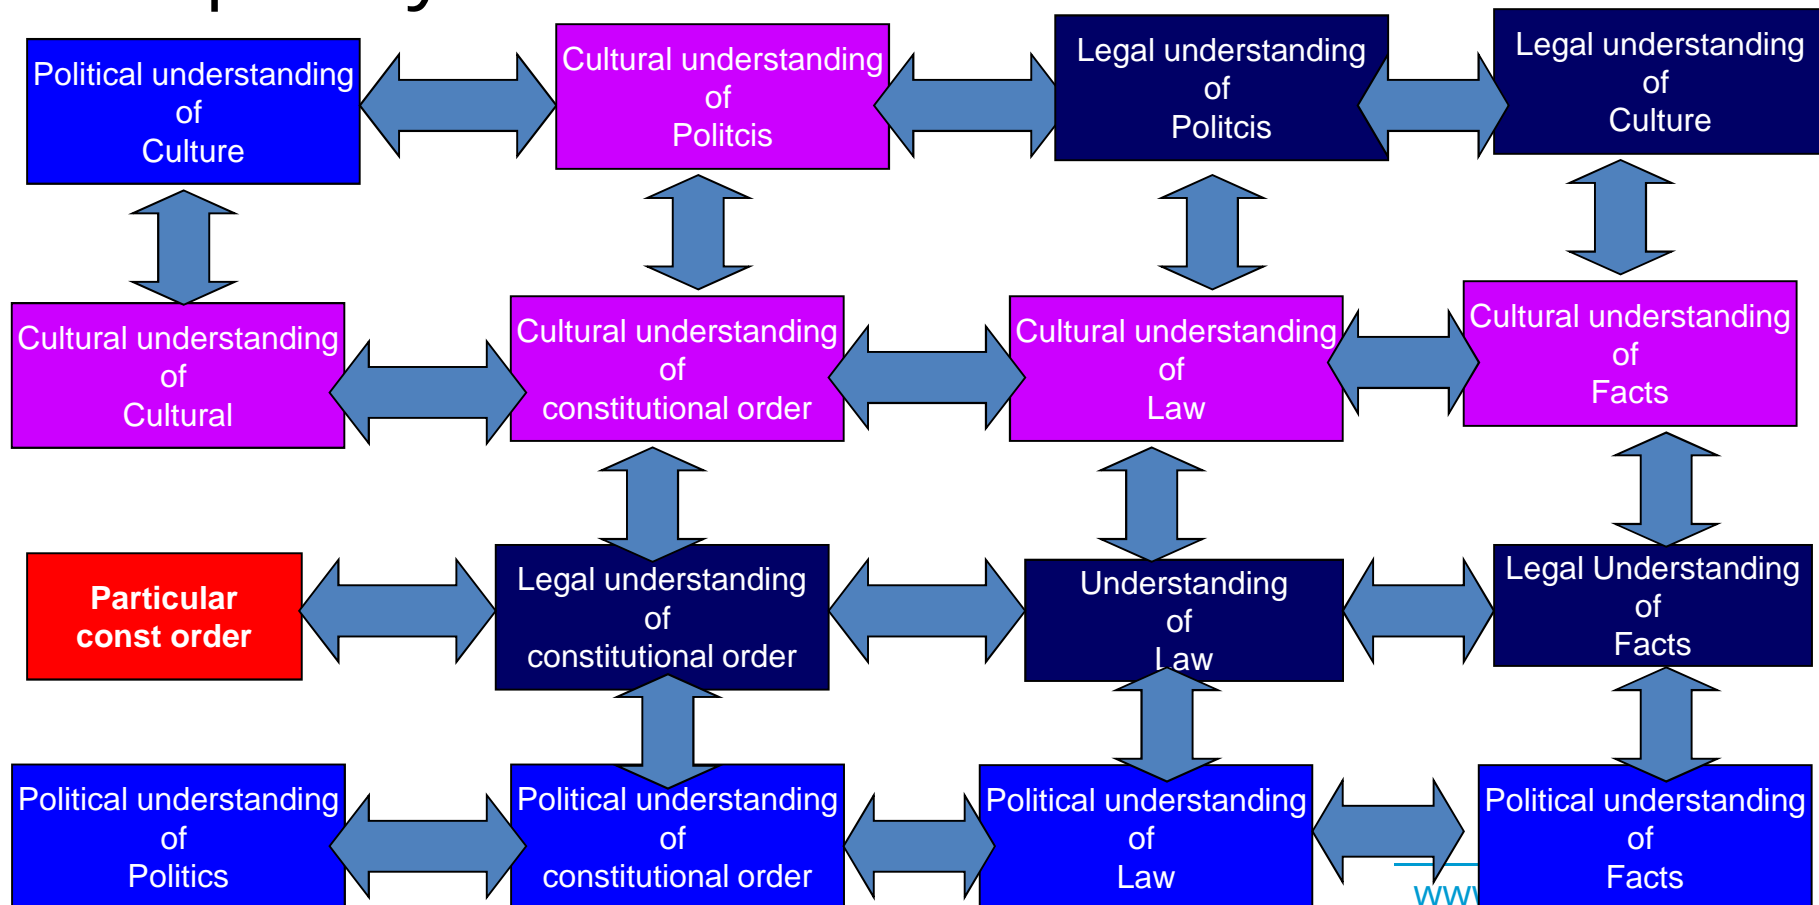 Political understanding
of
Culture
Cultural understanding
of
Politcis
Legal understanding
of
Politcis
Legal understanding
of
Culture
Cultural understanding
of
Cultural
Cultural understanding
of
constitutional order
Cultural understanding
of
Law
Cultural understanding
of
Facts
Particular
const order
Legal understanding
of
constitutional order
Understanding
of
Law
Legal Understanding
of
Facts
Political understanding
of
Politics
Political understanding
of
constitutional order
Political understanding
of
Law
Political understanding
of
Facts